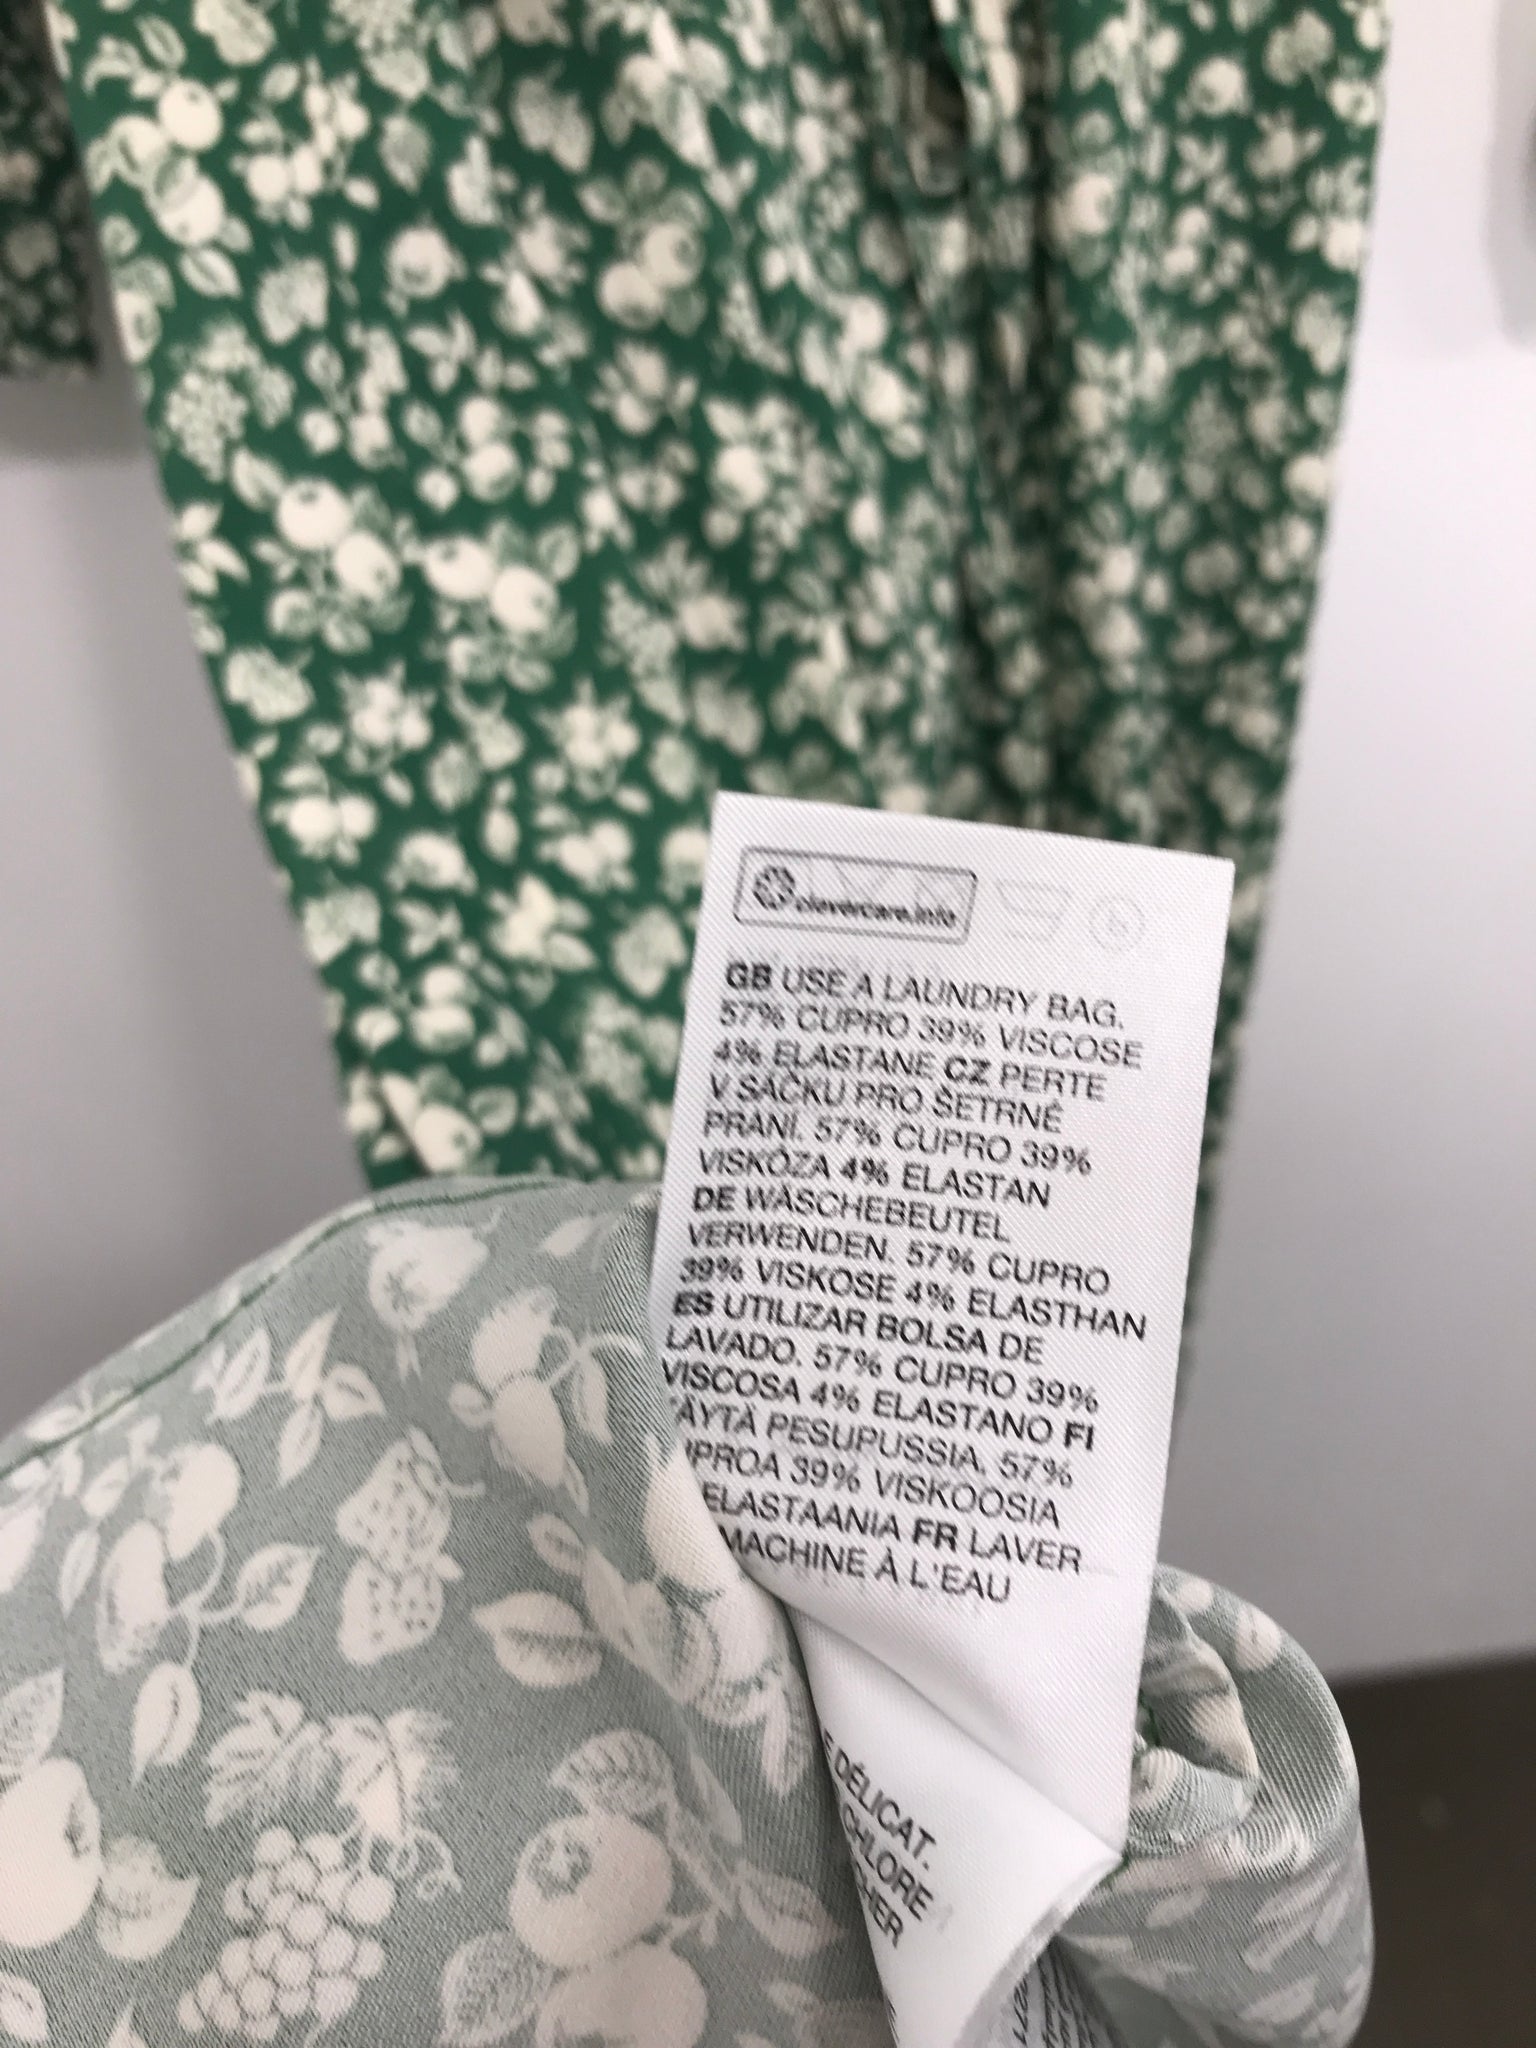 clevercare.info
GB USE A LAUNDRY BAG.
57% CUPRO 39% VISCOSE
4% ELASTANE CZ PERTE
V SÁČKU PRO ŠETRNÉ
PRANÍ. 57% CUPRO 39%
VISKÓZA 4% ELASTAN
DE WÄSCHEBEUTEL
VERWENDEN. 57% CUPRO
39% VISKOSE 4% ELASTHAN
ES UTILIZAR BOLSA DE
LAVADO. 57% CUPRO 39%
VISCOSA 4% ELASTANO FI
ÄYTÄ PESUPUSSIA. 57%
UPROA 39% VISKOOSIA
ELASTAANIA FR LAVER
MACHINE À L'EAU
DÉLICAT.
CHLORE